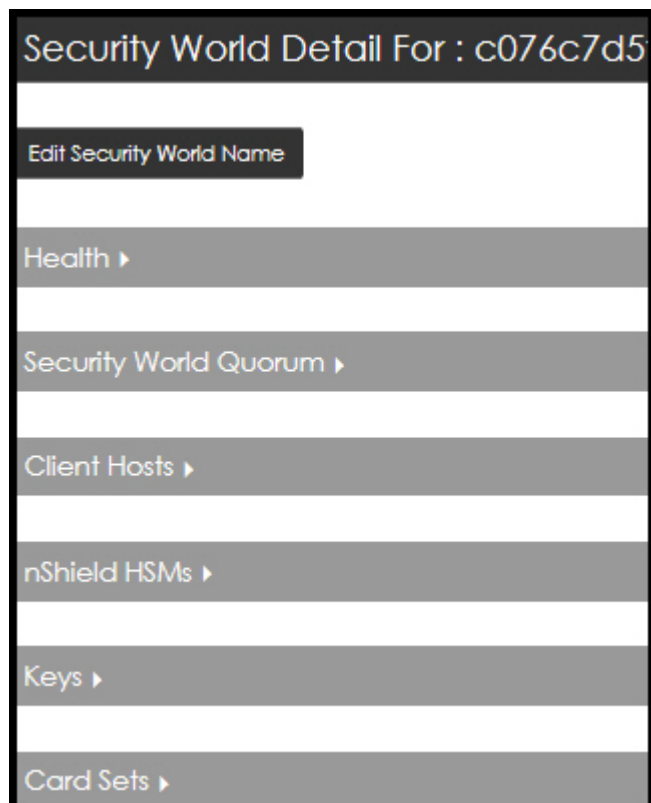 Security World Detail For : c076c7d5
Edit Security World Name
Health
Security World Quorum
Client Hosts
nShield HSMs
Keys
Card Sets